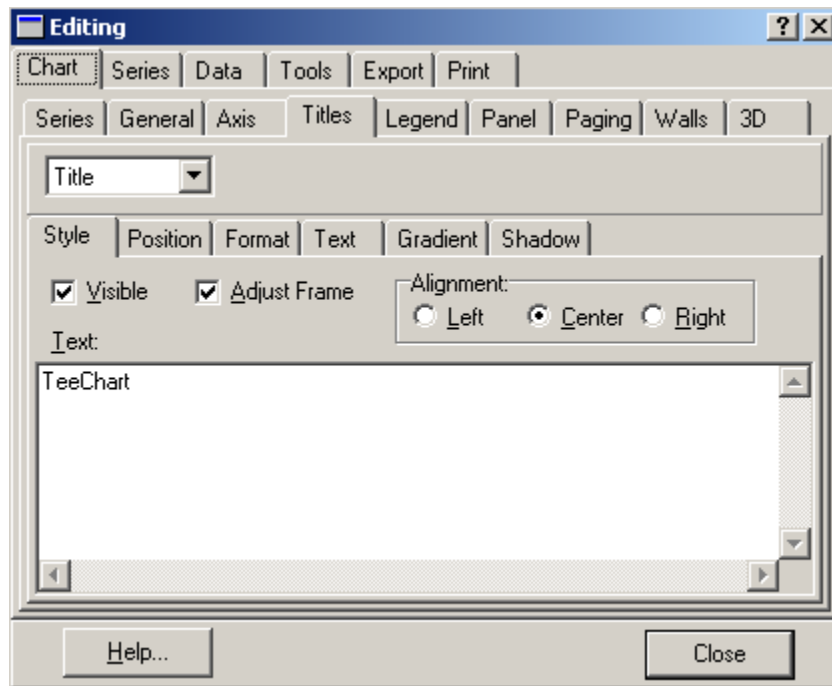 Editing
Chart Series Data Tools Export Print
Series General Axis Titles Legend Panel Paging Walls 3D
Title
Style Position Format Text Gradient Shadow
Visible Adjust Frame Alignment:
Left Center Right
Text:
TeeChart
Help... Close